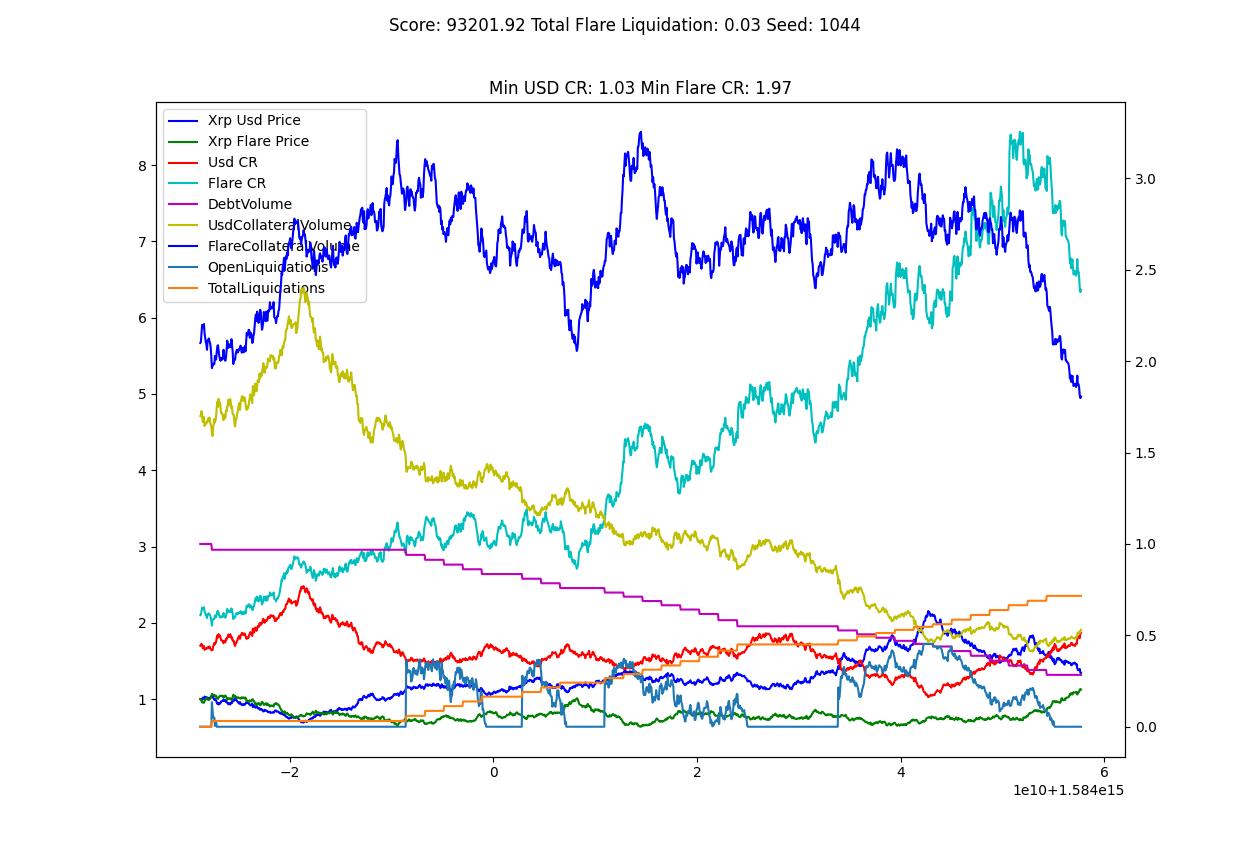 Score: 93201.92 Total Flare Liquidation: 0.03 Seed: 1044
Min USD CR: 1.03 Min Flare CR: 1.97
Xrp Usd Price
Xrp Flare Price
Usd CR
Flare CR
DebtVolume
UsdCollateralVolume
FlareCollateralVolume
OpenLiquidations
TotalLiquidations
8
7
6
5
4
3
2
1
3.0
2.5
2.0
1.5
1.0
0.5
0.0
−2
0
2
4
6
1e10+1.584e15